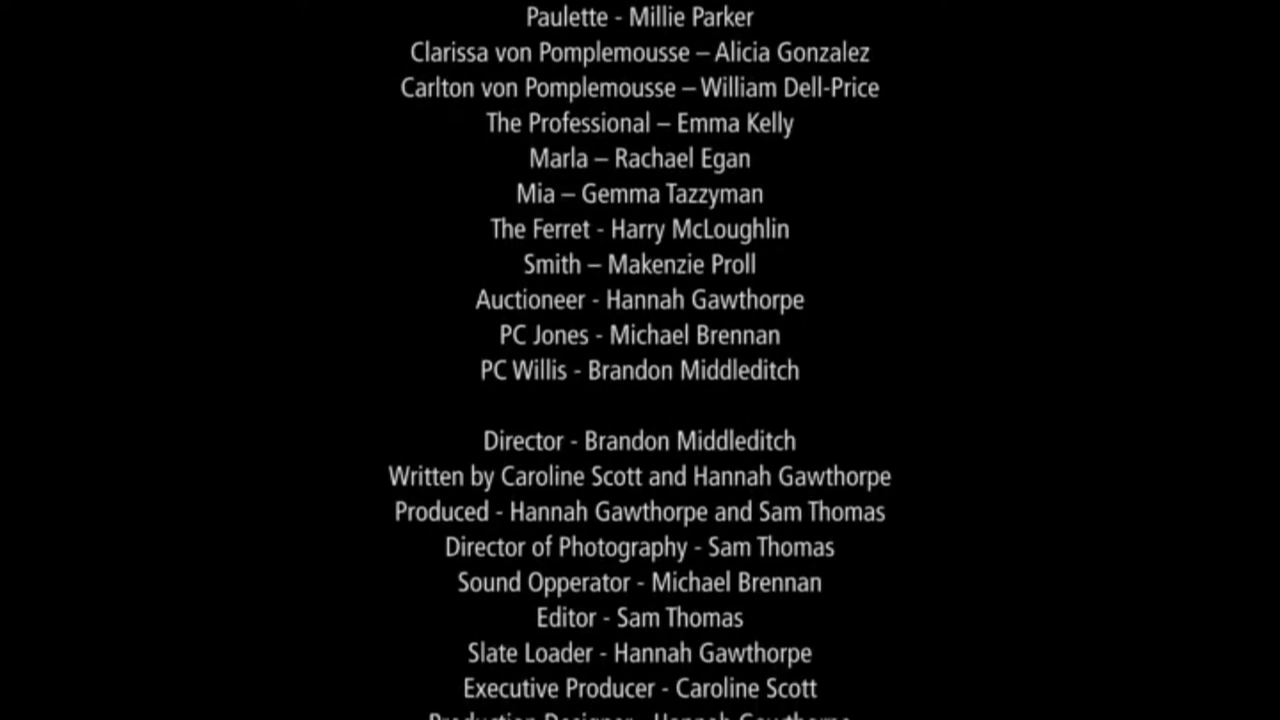 Paulette - Millie Parker
Clarissa von Pomplemousse – Alicia Gonzalez
Carlton von Pomplemousse – William Dell-Price
The Professional – Emma Kelly
Marla – Rachael Egan
Mia – Gemma Tazzyman
The Ferret - Harry McLoughlin
Smith – Makenzie Proll
Auctioneer - Hannah Gawthorpe
PC Jones - Michael Brennan
PC Willis - Brandon Middleditch
Director - Brandon Middleditch
Written by Caroline Scott and Hannah Gawthorpe
Produced - Hannah Gawthorpe and Sam Thomas
Director of Photography - Sam Thomas
Sound Opperator - Michael Brennan
Editor - Sam Thomas
Slate Loader - Hannah Gawthorpe
Executive Producer - Caroline Scott
Production Designer - Hannah Gawthorpe